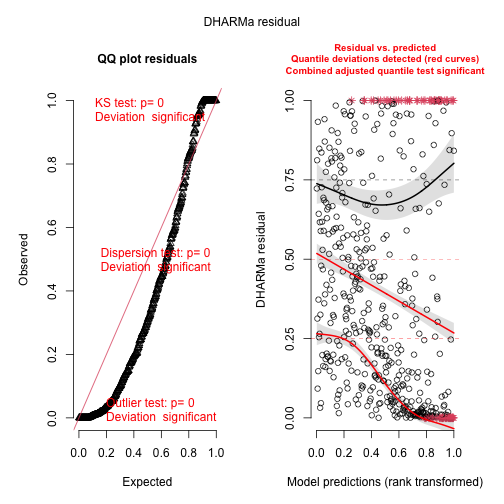 DHARMa residual
QQ plot residuals
KS test: p= 0
Deviation significant
Dispersion test: p= 0
Deviation significant
Outlier test: p= 0
Deviation significant
Observed
0.0 0.2 0.4 0.6 0.8 1.0
0.0 0.2 0.4 0.6 0.8 1.0
Expected
Residual vs. predicted
Quantile deviations detected (red curves)
Combined adjusted quantile test significant
DHARMa residual
0.00 0.25 0.50 0.75 1.00
0.0 0.2 0.4 0.6 0.8 1.0
Model predictions (rank transformed)